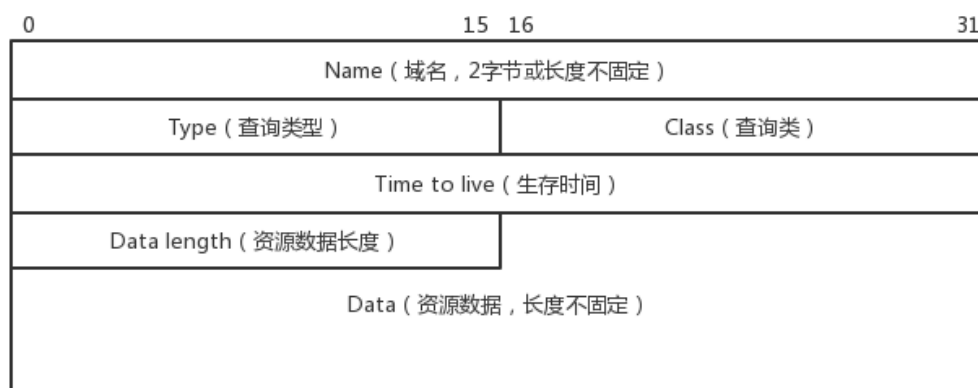 0 15 16 31
Name（域名，2字节或长度不固定）
Type（查询类型） Class（查询类）
Time to live（生存时间）
Data length（资源数据长度）
Data（资源数据，长度不固定）